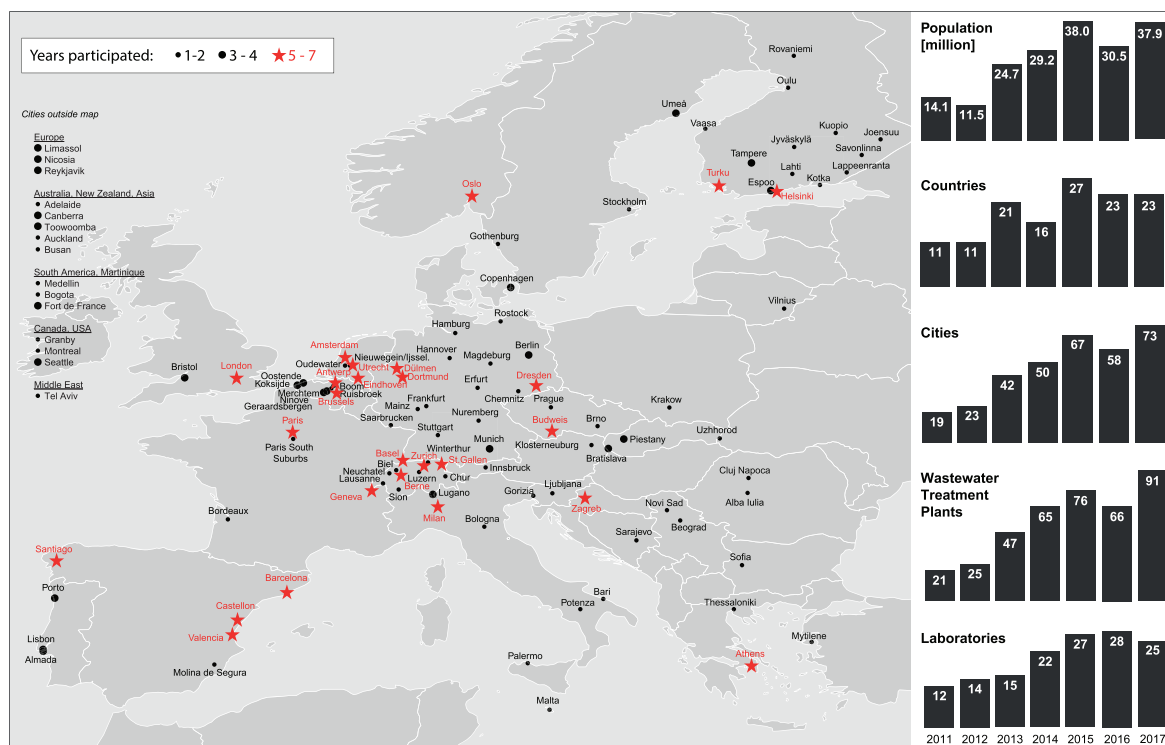 Years participated: 1-2 3 - 4 5 - 7
Cities outside map
Europe
Limassol
Nicosia
Reykjavik
Australia, New Zealand, Asia
Adelaide
Canberra
Toowoomba
Auckland
Busan
South America, Martinique
Medellin
Bogota
Fort de France
Canada, USA
Granby
Montreal
Seattle
Middle East
Tel Aviv
Rovaniemi
Oulu
Umeå
Vaasa
Kuopio
Joensuu
Jyväskylä
Savonlinna
Tampere
Lahti
Lappeenranta
Turku
Espoo
Kotka
Helsinki
Oslo
Stockholm
Gothenburg
Copenhagen
Vilnius
Rostock
Hamburg
Amsterdam
Nieuwegein/Ijssel.
Hannover
Berlin
Oudewater
Utrecht
Dülmen
Magdeburg
Bristol
London
Oostende
Antwerp
Dortmund
Koksijde
Eindhoven
Erfurt
Dresden
Merchtem
Boom
Chemnitz
Ninove
Ruisbroek
Brussels
Geraardsbergen
Mainz
Frankfurt
Prague
Krakow
Saarbrucken
Nuremberg
Budweis
Brno
Uzhorod
Paris
Stuttgart
Klosterneuburg
Piestany
Paris South
Suburbs
Munich
Bratislava
Basel
Zurich
Winterthur
St.Gallen
Biel
Innsbruck
Neuchatel
Luzern
Chur
Cluj Napoca
Lausanne
Berne
Geneva
Sion
Lugano
Gorizia
Ljubljana
Alba Iulia
Milan
Zagreb
Novi Sad
Bordeaux
Bologna
Beograd
Sarajevo
Santiago
Sofia
Barcelona
Porto
Castellon
Bari
Potenza
Thessaloniki
Valencia
Lisbon
Almada
Mytilene
Molina de Segura
Palermo
Athens
Malta
Population
[million]
14.1 11.5 24.7 29.2 38.0 30.5 37.9
Countries
11 11 21 16 27 23 23
Cities
19 23 42 50 67 58 73
Wastewater
Treatment
Plants
21 25 47 65 76 66 91
Laboratories
12 14 15 22 27 28 25
2011 2012 2013 2014 2015 2016 2017